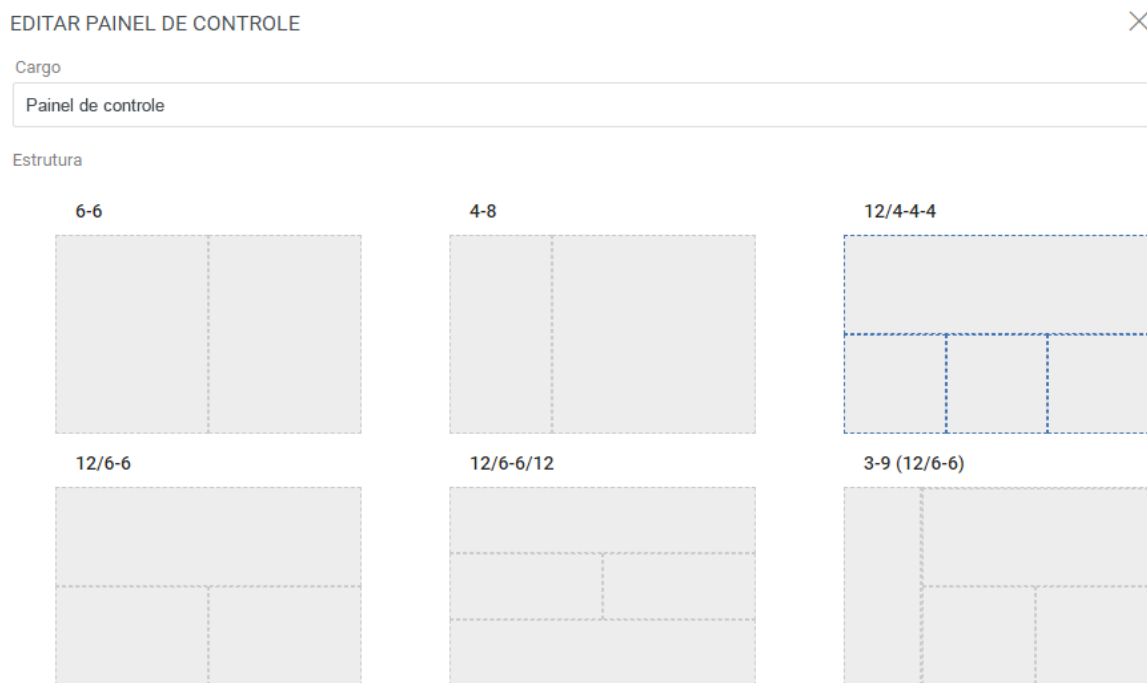 EDITAR PAINEL DE CONTROLE
Cargo
Painel de controle
Estrutura
6-6
4-8
12/4-4-4
12/6-6
12/6-6/12
3-9 (12/6-6)